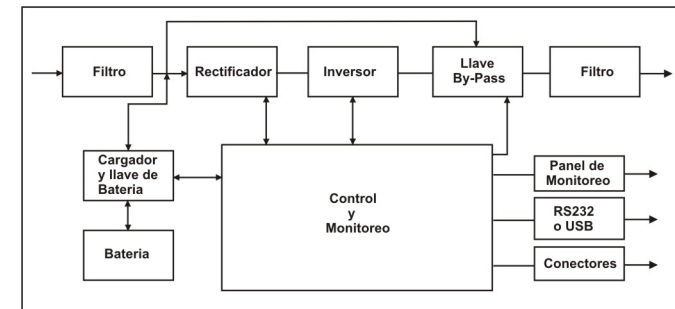 Filtro
Rectificador
Inversor
Llave
By-Pass
Filtro
Cargador
y llave de
Bateria
Bateria
Control
y
Monitoreo
Panel de
Monitoreo
RS232
o USB
Conectores